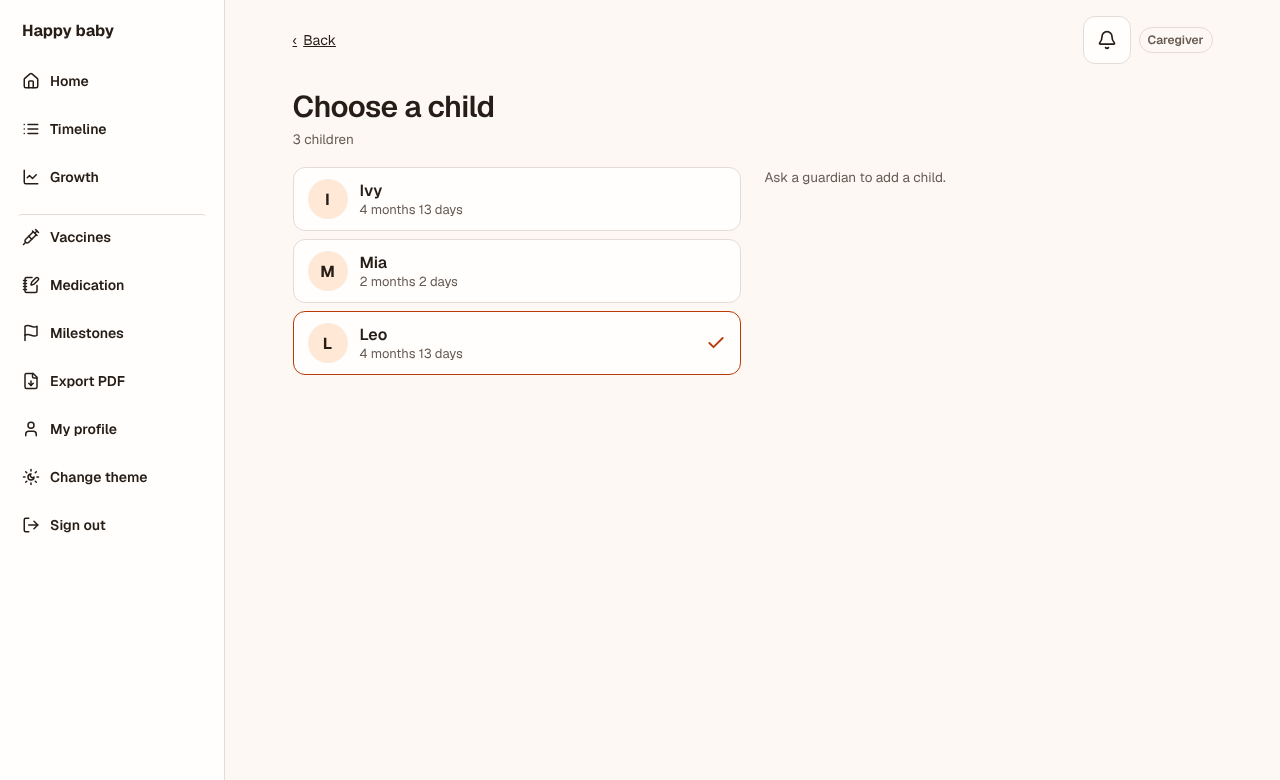 Happy baby
Home
Timeline
Growth
Vaccines
Medication
Milestones
Export PDF
My profile
Change theme
Sign out
‹ Back
Caregiver
Choose a child
3 children
I
Ivy
4 months 13 days
M
Mia
2 months 2 days
L
Leo
4 months 13 days
Ask a guardian to add a child.